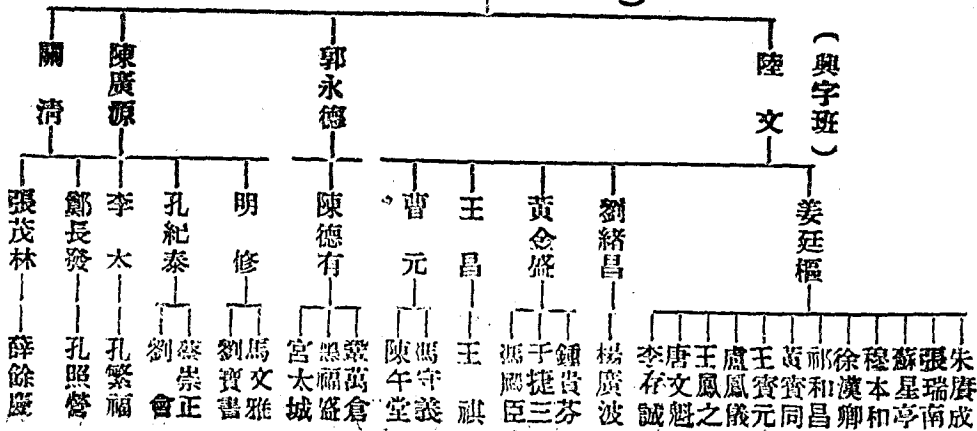 （興字班）
陸文
郭永德
陳廣源
關清
姜廷樞
劉緒昌
黃金盛
王昌
曹元
陳德有
明修
孔紀泰
李太
鄭長發
張茂林
朱賡成
張瑞南
蘇星亭
穆本和
徐漢卿
祁和昌
黃寶同
王寶元
盧鳳儀
王鳳之
唐文魁
李存誠
楊廣波
鍾貴芬
于捷三
馮殿臣
王祺
馮守義
陳午堂
萬倉
黑福盛
宮太城
馬文雅
劉寶書
蔡崇正
劉會
孔繁福
孔照營
薛餘慶